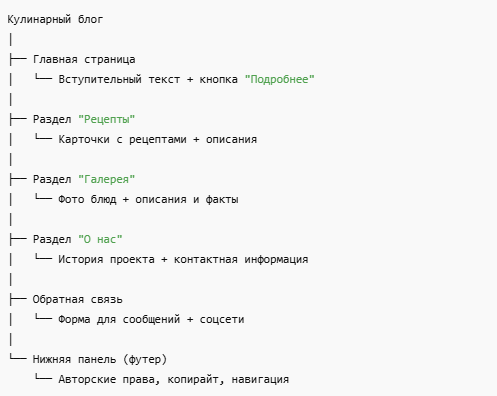 Кулинарный блог
│
├── Главная страница
│   └── Вступительный текст + кнопка "Подробнее"
│
├── Раздел "Рецепты"
│   └── Карточки с рецептами + описания
│
├── Раздел "Галерея"
│   └── Фото блюд + описания и факты
│
├── Раздел "О нас"
│   └── История проекта + контактная информация
│
├── Обратная связь
│   └── Форма для сообщений + соцсети
│
└── Нижняя панель (футер)
    └── Авторские права, копирайт, навигация